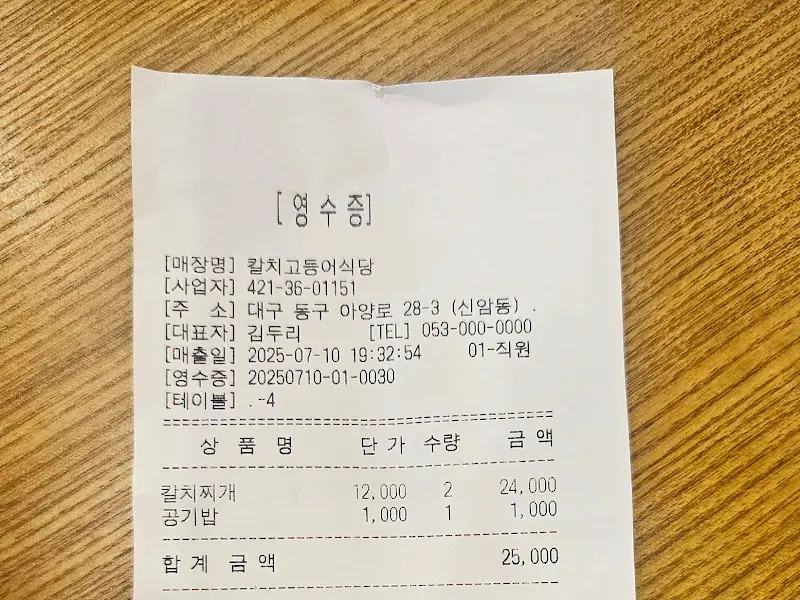 [영수증]
[매장명] 칼치고등어식당
[사업자] 421-36-01151
[주 소] 대구 동구 아양로 28-3 (신암동) .
[대표자] 김두리 [TEL] 053-000-0000
[매출일] 2025-07-10 19:32:54 01-직원
[영수증] 20250710-01-0030
[테이블] .-4
상 품 명 단 가 수량 금 액
칼치찌개 12,000 2 24,000
공기밥 1,000 1 1,000
합 계 금 액 25,000